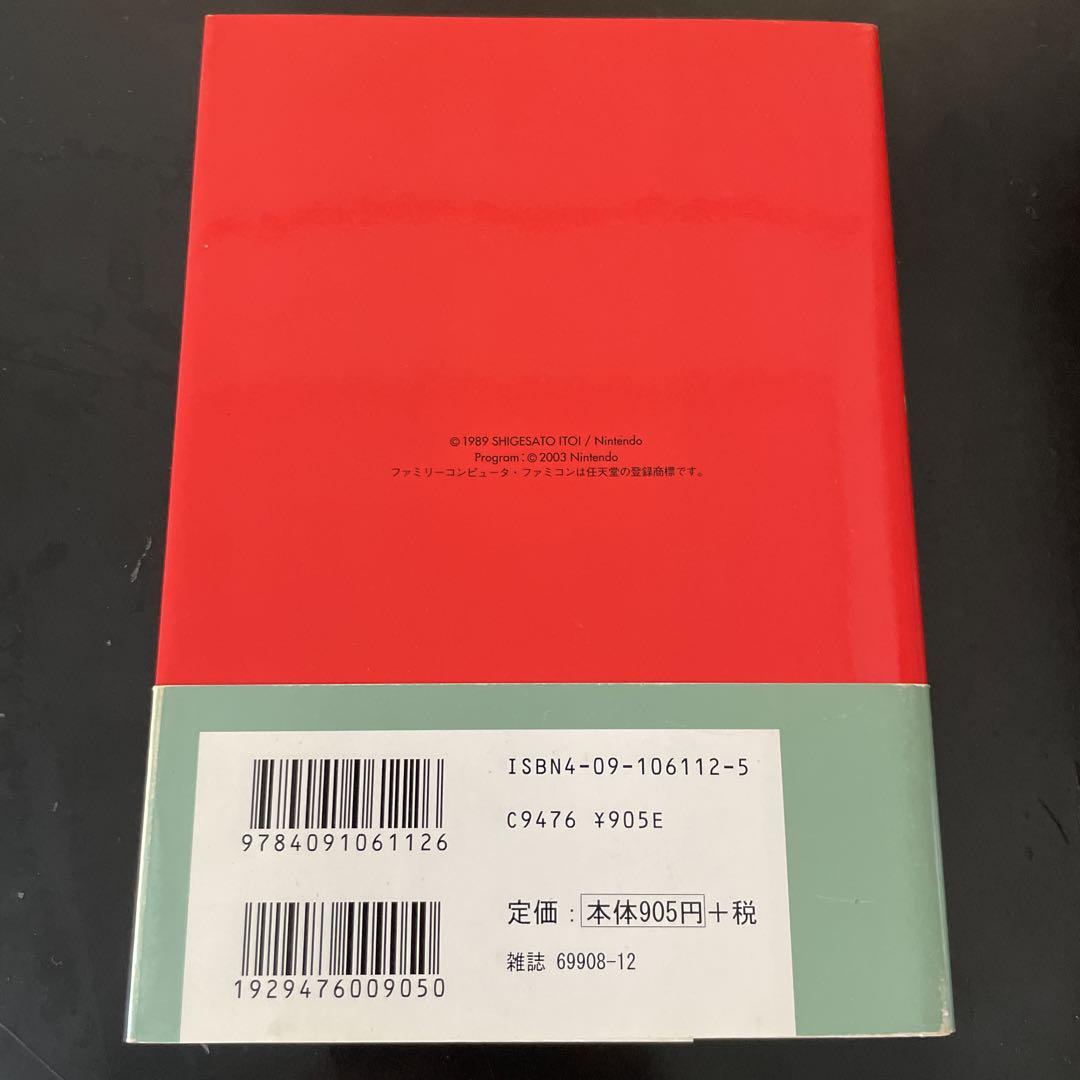 © 1989 SHIGESATO ITOI / Nintendo
Program：© 2003 Nintendo
ファミリーコンピュータ・ファミコンは任天堂の登録商標です。
ISBN4-09-106112-5
C9476 ¥905E
9784091061126
定価：本体905円＋税
雑誌 69908-12
1929476009050